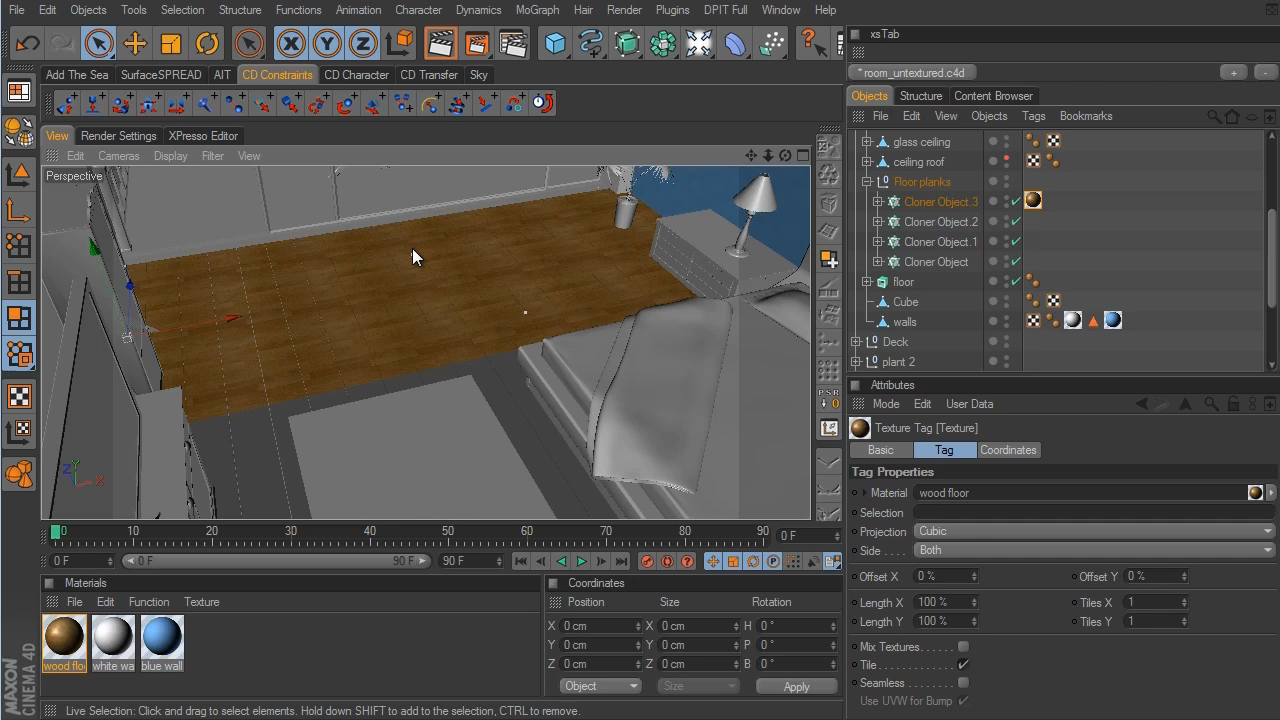 File Edit Objects Tools Selection Structure Functions Animation Character Dynamics MoGraph Hair Render Plugins DPIT Full Window Help
xsTab
* room_untextured.c4d + -
Add The Sea SurfaceSPREAD AIT CD Constraints CD Character CD Transfer Sky
Objects Structure Content Browser
File Edit View Objects Tags Bookmarks
View Render Settings XPresso Editor
Edit Cameras Display Filter View
Perspective
glass ceiling
ceiling roof
Floor planks
Cloner Object.3
Cloner Object.2
Cloner Object.1
Cloner Object
floor
Cube
walls
Deck
plant 2
Attributes
Mode Edit User Data
Texture Tag [Texture]
Basic Tag Coordinates
Tag Properties
Material wood floor
Selection
Projection Cubic
Side . . . . Both
Offset X 0 % Offset Y 0 %
Length X 100 % Tiles X 1
Length Y 100 % Tiles Y 1
Mix Textures . . . . . .
Tile . . . . . . . . . . . . .
Seamless . . . . . . . .
Use UVW for Bump
P S R
0
X Y Z
Z Y X
0 10 20 30 40 50 60 70 80 90 0 F
0 F 0 F 90 F 90 F
Materials
File Edit Function Texture
wood floo white wa blue wall
Coordinates
Position Size Rotation
X 0 cm X 0 cm H 0 °
Y 0 cm Y 0 cm P 0 °
Z 0 cm Z 0 cm B 0 °
Object Size Apply
MAXON
CINEMA 4D
Live Selection: Click and drag to select elements. Hold down SHIFT to add to the selection, CTRL to remove.